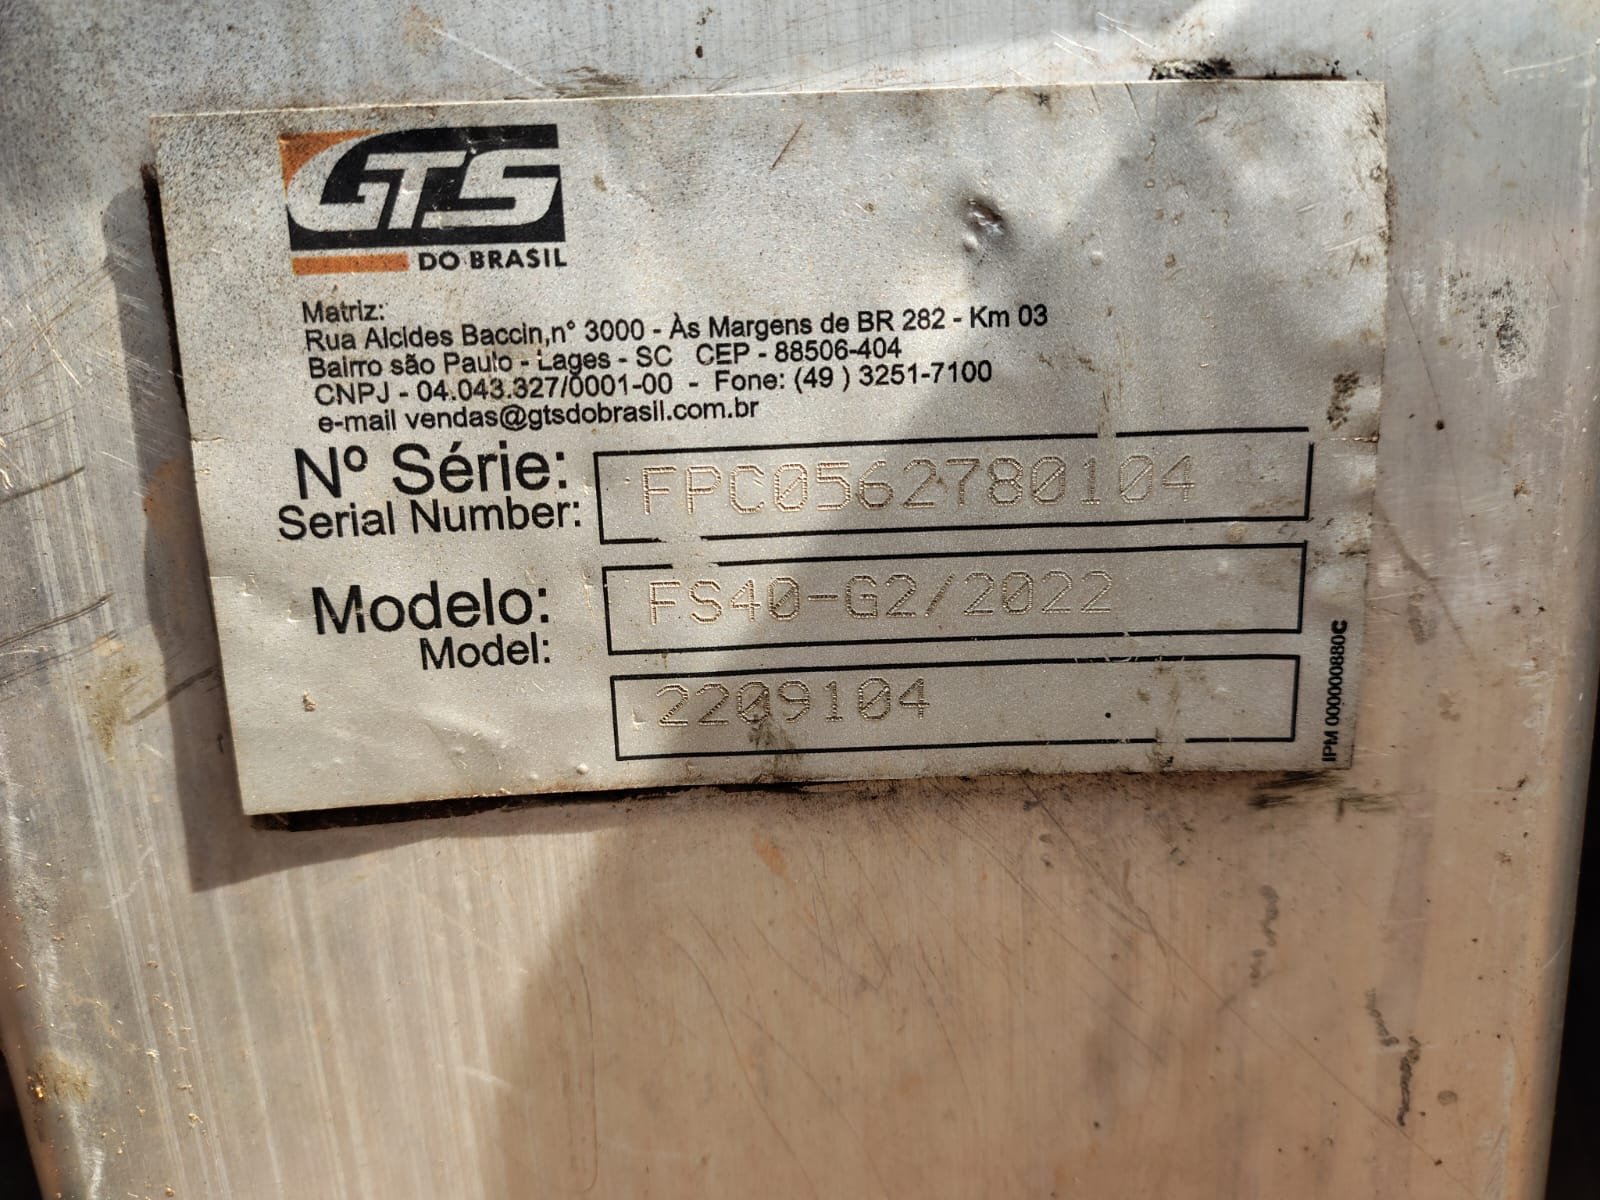 GTS
DO BRASIL
Matriz:
Rua Alcides Baccin,n° 3000 - Às Margens de BR 282 - Km 03
Bairro são Paulo - Lages - SC CEP - 88506-404
CNPJ - 04.043.327/0001-00 - Fone: (49 ) 3251-7100
e-mail vendas@gtsdobrasil.com.br
Nº Série: FPC0562780104
Serial Number:
Modelo: FS40-G2/2022
Model:
2209104
IPM 000000880C